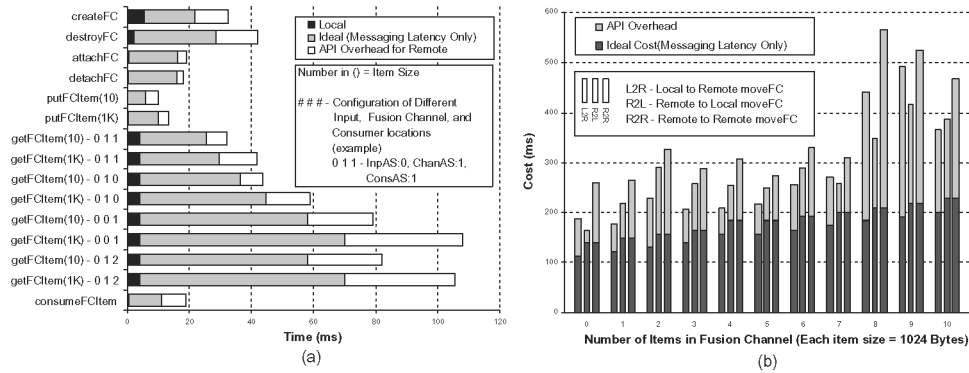 createFC
destroyFC
attachFC
detachFC
putFCItem(10)
putFCItem(1K)
getFCItem(10) - 0 1 1
getFCItem(1K) - 0 1 1
getFCItem(10) - 0 1 0
getFCItem(1K) - 0 1 0
getFCItem(10) - 0 0 1
getFCItem(1K) - 0 0 1
getFCItem(10) - 0 1 2
getFCItem(1K) - 0 1 2
consumeFCItem
Local
Ideal (Messaging Latency Only)
API Overhead for Remote
Number in () = Item Size
# # # - Configuration of Different
Input, Fusion Channel, and
Consumer locations
(example)
0 1 1 - InpAS:0, ChanAS:1,
ConsAS:1
0 20 40 60 80 100 120
Time (ms)
(a)
600
500
400
300
200
100
0
Cost (ms)
API Overhead
Ideal Cost(Messaging Latency Only)
L2R
R2L
R2R
L2R - Local to Remote moveFC
R2L - Remote to Local moveFC
R2R - Remote to Remote moveFC
0 1 2 3 4 5 6 7 8 9 10
Number of Items in Fusion Channel (Each item size = 1024 Bytes)
(b)